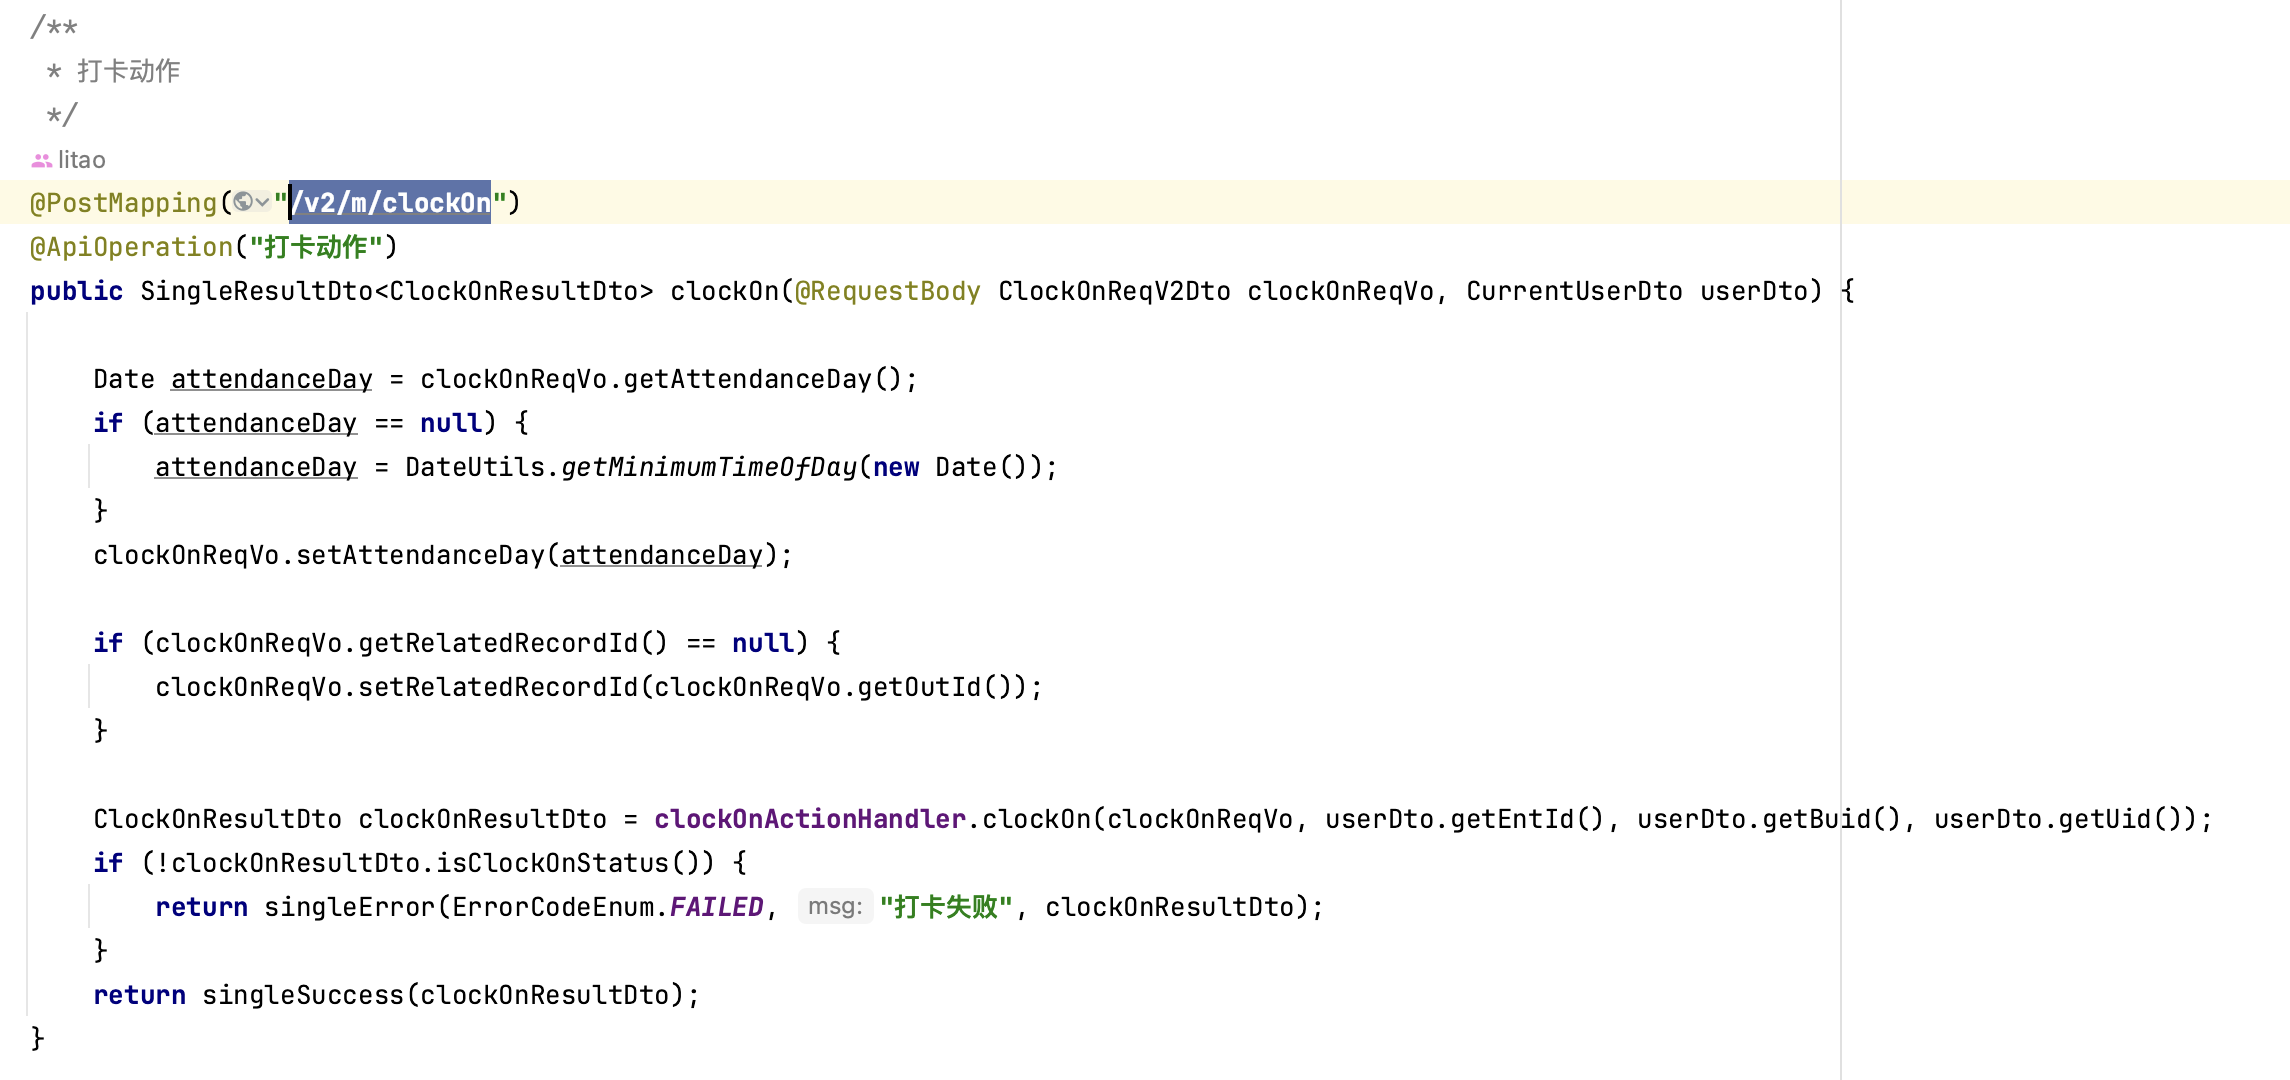 /**
 * 打卡动作
 */
litao
@PostMapping("/v2/m/clockOn")
@ApiOperation("打卡动作")
public SingleResultDto<ClockOnResultDto> clockOn(@RequestBody ClockOnReqV2Dto clockOnReqVo, CurrentUserDto userDto) {
    Date attendanceDay = clockOnReqVo.getAttendanceDay();
    if (attendanceDay == null) {
        attendanceDay = DateUtils.getMinimumTimeOfDay(new Date());
    }
    clockOnReqVo.setAttendanceDay(attendanceDay);
    if (clockOnReqVo.getRelatedRecordId() == null) {
        clockOnReqVo.setRelatedRecordId(clockOnReqVo.getOutId());
    }
    ClockOnResultDto clockOnResultDto = clockOnActionHandler.clockOn(clockOnReqVo, userDto.getEntId(), userDto.getBuid(), userDto.getUid());
    if (!clockOnResultDto.isClockOnStatus()) {
        return singleError(ErrorCodeEnum.FAILED, msg: "打卡失败", clockOnResultDto);
    }
    return singleSuccess(clockOnResultDto);
}